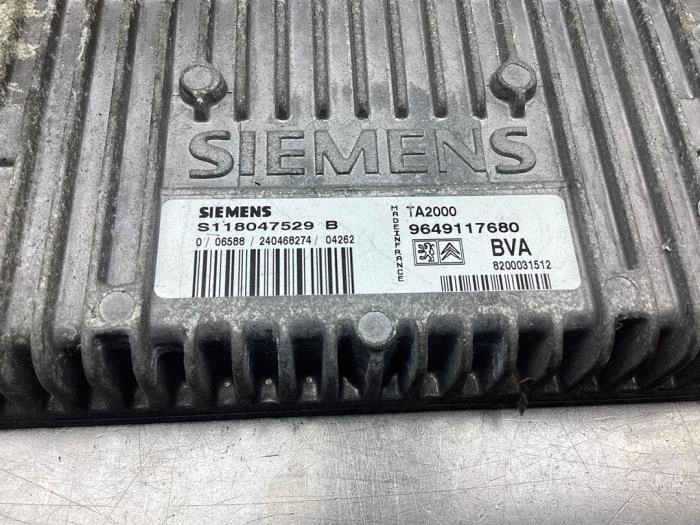 SIEMENS
SIEMENS
S118047529 B
0 / 06588 / 240468274 / 04262
MADE IN FRANCE
TA2000
9649117680
BVA
8200031512